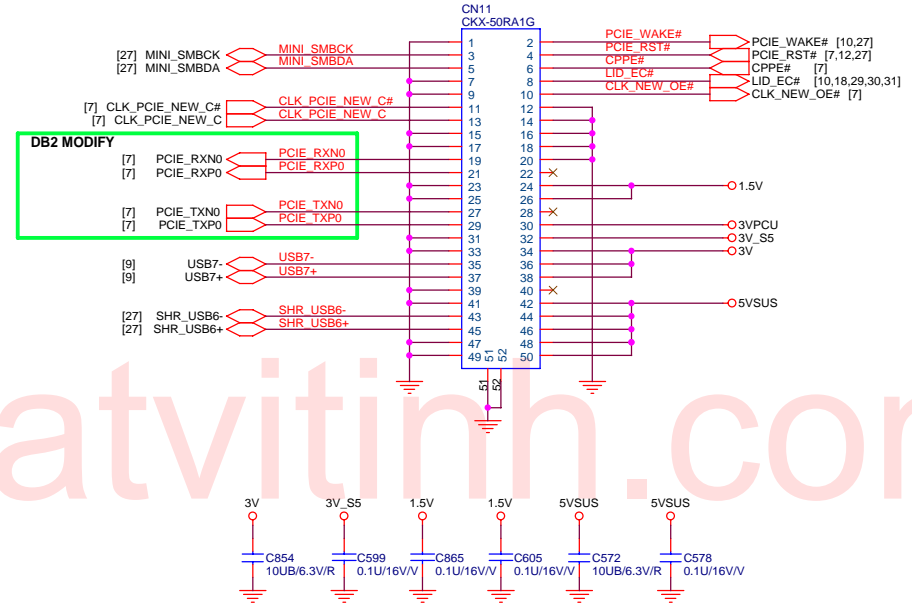 CN11
CKX-50RA1G
1 2 PCIE_WAKE# PCIE_WAKE# [10,27]
[27] MINI_SMBCK MINI_SMBCK 3 4 PCIE_RST# PCIE_RST# [7,12,27]
[27] MINI_SMBDA MINI_SMBDA 5 6 CPPE# CPPE# [7]
7 8 LID_EC# LID_EC# [10,18,29,30,31]
9 10 CLK_NEW_OE# CLK_NEW_OE# [7]
[7] CLK_PCIE_NEW_C# CLK_PCIE_NEW_C# 11 12
[7] CLK_PCIE_NEW_C CLK_PCIE_NEW_C 13 14
DB2 MODIFY 15 16
17 18
[7] PCIE_RXN0 PCIE_RXN0 19 20
[7] PCIE_RXP0 PCIE_RXP0 21 22
23 24 1.5V
25 26
[7] PCIE_TXN0 PCIE_TXN0 27 28
[7] PCIE_TXP0 PCIE_TXP0 29 30 3VPCU
31 32 3V_S5
33 34 3V
[9] USB7- USB7- 35 36
[9] USB7+ USB7+ 37 38
39 40
41 42 5VSUS
[27] SHR_USB6- SHR_USB6- 43 44
[27] SHR_USB6+ SHR_USB6+ 45 46
47 48
49 51 52 50
51 52
atvitinh.com
3V 3V_S5 1.5V 1.5V 5VSUS 5VSUS
C854 C599 C865 C605 C572 C578
10UB/6.3V/R 0.1U/16V/V 0.1U/16V/V 0.1U/16V/V 10UB/6.3V/R 0.1U/16V/V